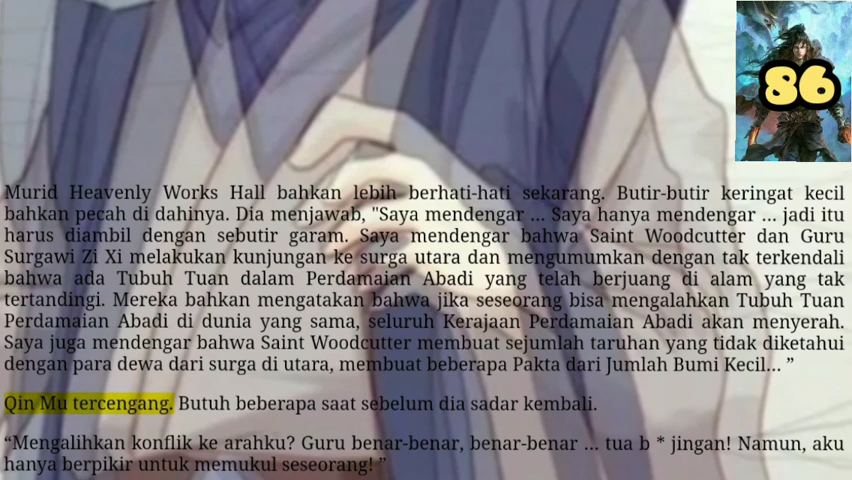 86
Murid Heavenly Works Hall bahkan lebih berhati-hati sekarang. Butir-butir keringat kecil
bahkan pecah di dahinya. Dia menjawab, "Saya mendengar ... Saya hanya mendengar ... jadi itu
harus diambil dengan sebutir garam. Saya mendengar bahwa Saint Woodcutter dan Guru
Surgawi Zi Xi melakukan kunjungan ke surga utara dan mengumumkan dengan tak terkendali
bahwa ada Tubuh Tuan dalam Perdamaian Abadi yang telah berjuang di alam yang tak
tertandingi. Mereka bahkan mengatakan bahwa jika seseorang bisa mengalahkan Tubuh Tuan
Perdamaian Abadi di dunia yang sama, seluruh Kerajaan Perdamaian Abadi akan menyerah.
Saya juga mendengar bahwa Saint Woodcutter membuat sejumlah taruhan yang tidak diketahui
dengan para dewa dari surga di utara, membuat beberapa Pakta dari Jumlah Bumi Kecil... ”
Qin Mu tercengang. Butuh beberapa saat sebelum dia sadar kembali.
“Mengalihkan konflik ke arahku? Guru benar-benar, benar-benar ... tua b * jingan! Namun, aku
hanya berpikir untuk memukul seseorang! ”